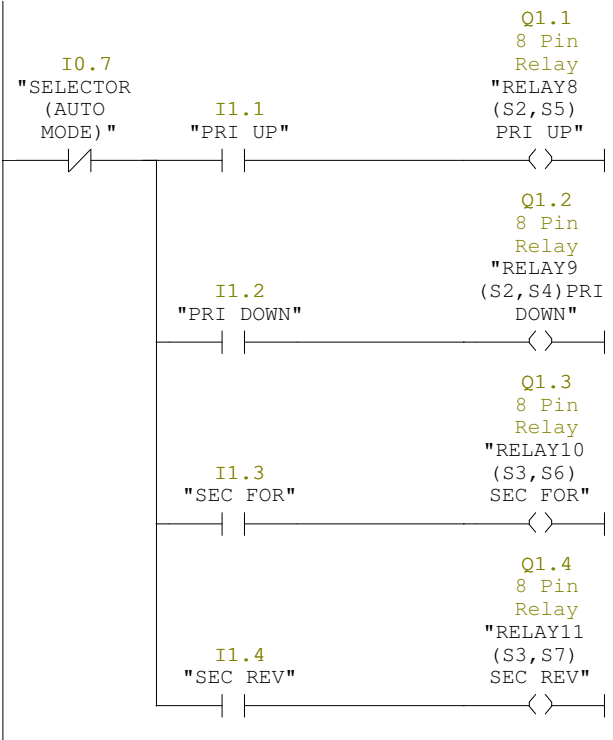 Q1.1
8 Pin
Relay
I0.7
"RELAY8
"SELECTOR
(AUTO
I1.1
(S2,S5)
MODE)"
"PRI UP"
PRI UP"
Q1.2
8 Pin
Relay
"RELAY9
I1.2
(S2,S4)PRI
"PRI DOWN"
DOWN"
Q1.3
8 Pin
Relay
"RELAY10
I1.3
(S3,S6)
"SEC FOR"
SEC FOR"
Q1.4
8 Pin
Relay
"RELAY11
I1.4
(S3,S7)
"SEC REV"
SEC REV"